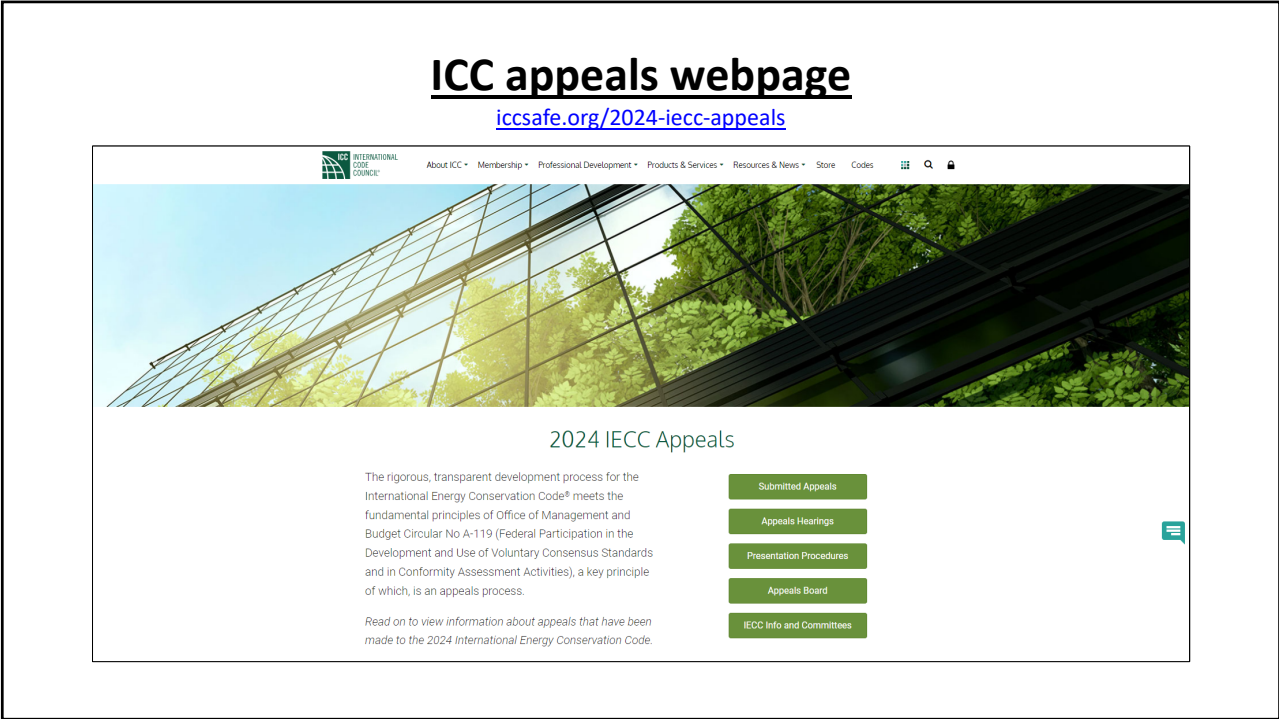 ICC appeals webpage
iccsafe.org/2024-iecc-appeals
ICC INTERNATIONAL
CODE
COUNCIL®
About ICC Membership Professional Development Products & Services Resources & News Store Codes
2024 IECC Appeals
The rigorous, transparent development process for the
International Energy Conservation Code® meets the
fundamental principles of Office of Management and
Budget Circular No A-119 (Federal Participation in the
Development and Use of Voluntary Consensus Standards
and in Conformity Assessment Activities), a key principle
of which, is an appeals process.
Read on to view information about appeals that have been
made to the 2024 International Energy Conservation Code.
Submitted Appeals
Appeals Hearings
Presentation Procedures
Appeals Board
IECC Info and Committees